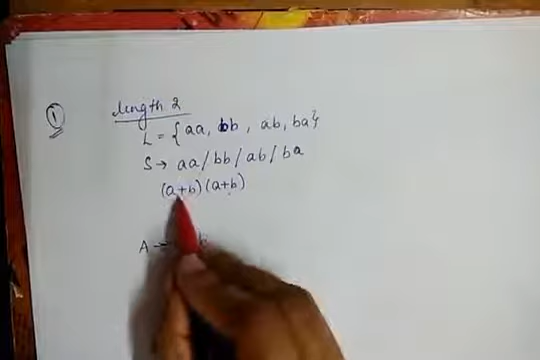 ①
length 2
L = {aa, bb, ab, ba}
S → aa/bb/ab/ba
(a+b)(a+b)
A →